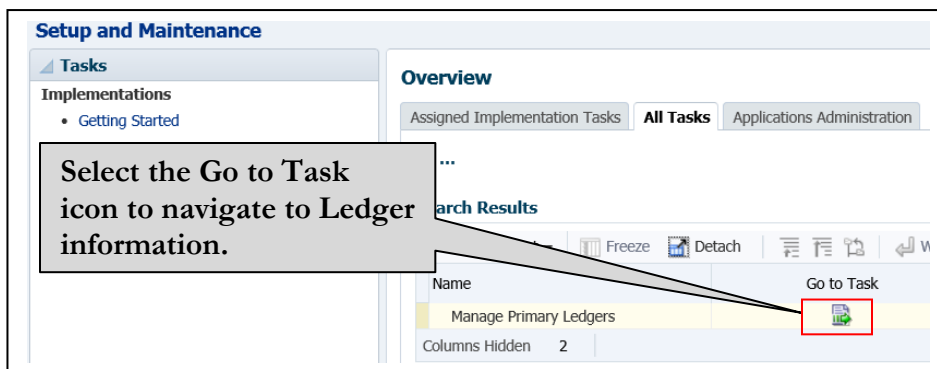 Setup and Maintenance
Tasks
Implementations
• Getting Started
Overview
Assigned Implementation Tasks All Tasks Applications Administration
...
Select the Go to Task
icon to navigate to Ledger
information.
Results
Freeze Detach
Name Go to Task
Manage Primary Ledgers
Columns Hidden 2